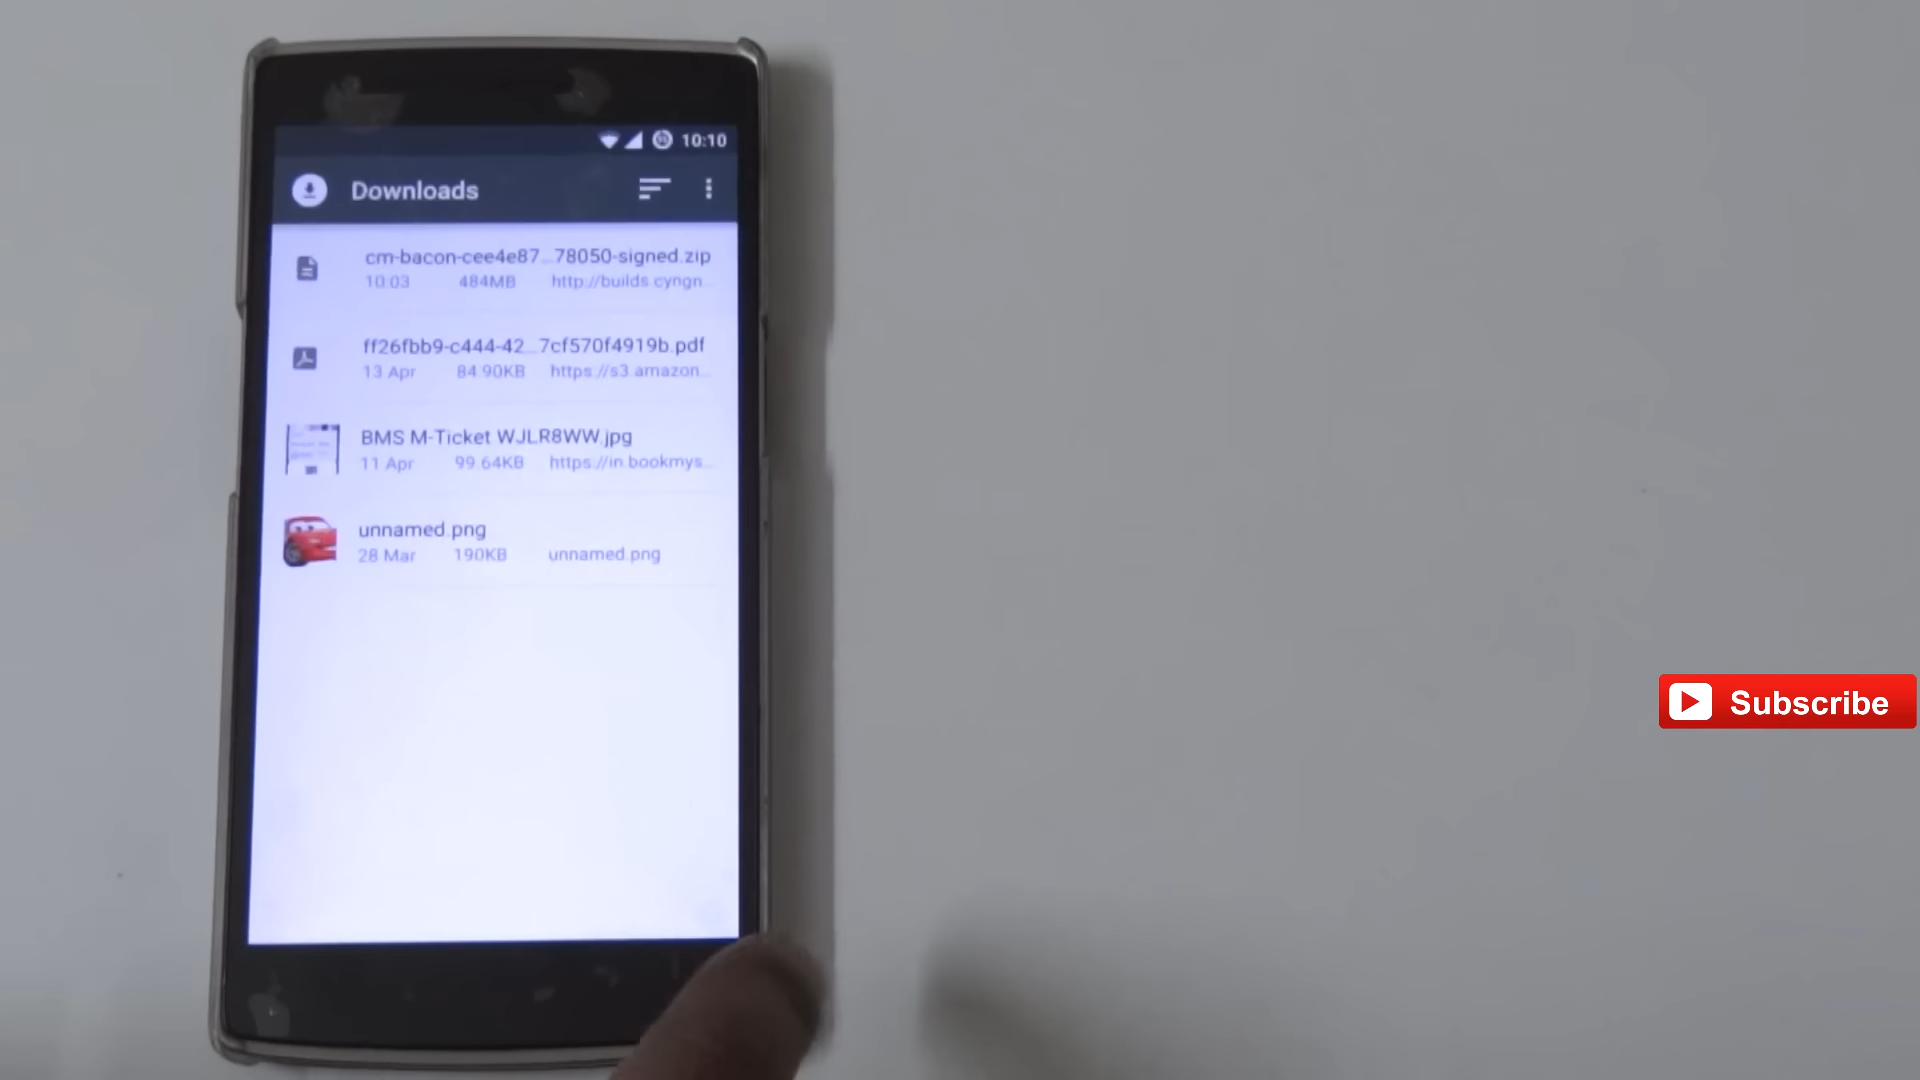 10:10
Downloads
cm-bacon-cee4e87...78050-signed.zip
10:03 484MB http://builds.cyngn...
ff26fbb9-c444-42...7cf570f4919b.pdf
13 Apr 84.90KB https://s3.amazon...
BMS M-Ticket WJLR8WW.jpg
11 Apr 99.64KB https://in.bookmys...
unnamed.png
28 Mar 190KB unnamed.png
Subscribe